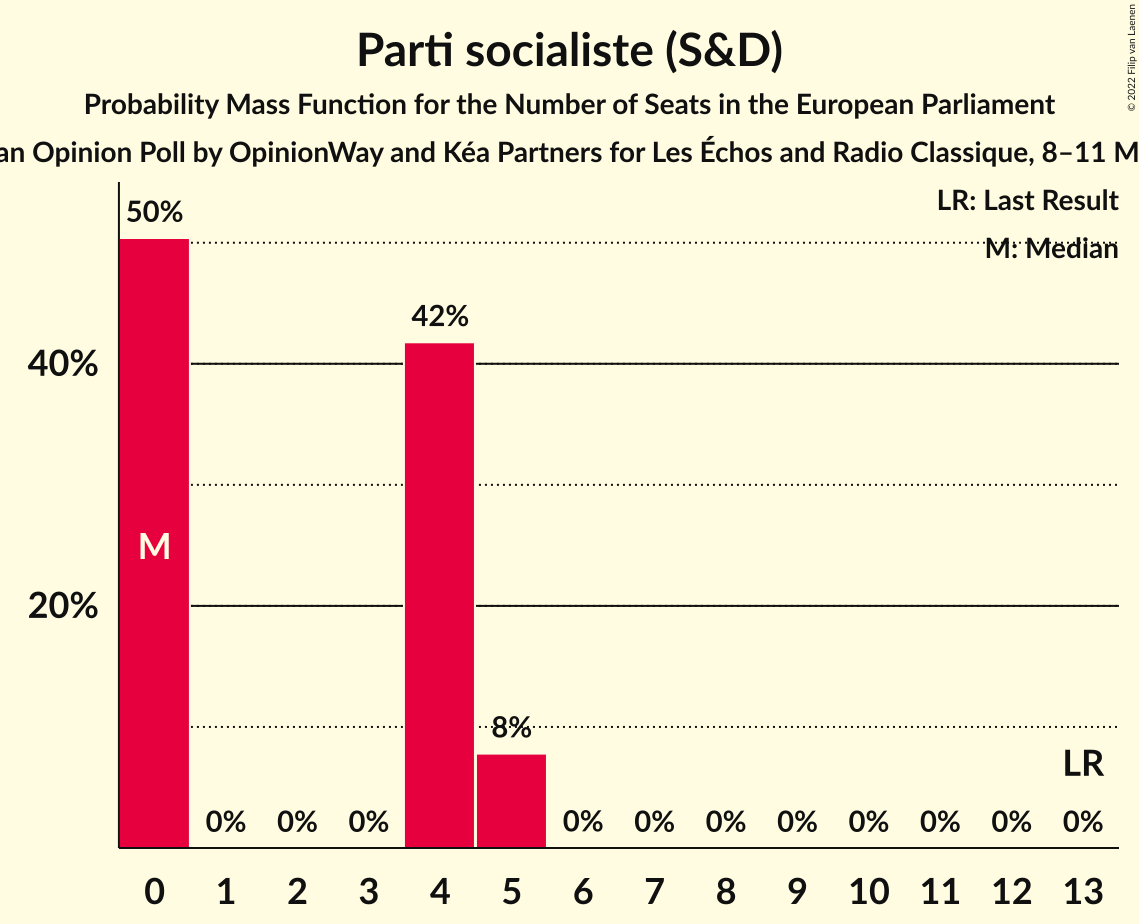 Parti socialiste (S&D)
Probability Mass Function for the Number of Seats in the European Parliament
an Opinion Poll by OpinionWay and Kéa Partners for Les Échos and Radio Classique, 8–11 M
© 2022 Filip van Laenen
LR: Last Result
M: Median
50%
42%
40%
M
20%
8%
LR
0% 0% 0% 0% 0% 0% 0% 0% 0% 0% 0%
0 1 2 3 4 5 6 7 8 9 10 11 12 13